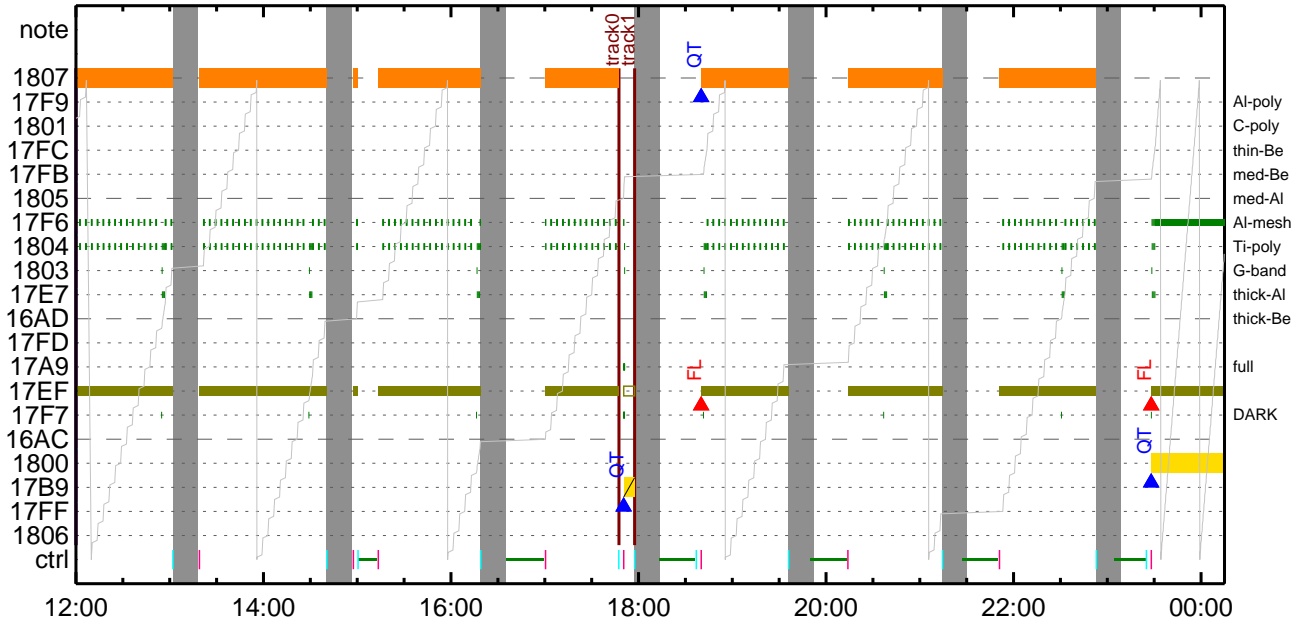 note
track0
track1
QT
1807
17F9 Al-poly
1801 C-poly
17FC thin-Be
17FB med-Be
1805 med-Al
17F6 Al-mesh
1804 Ti-poly
1803 G-band
17E7 thick-Al
16AD thick-Be
17FD
17A9 FL FL full
17EF
17F7 DARK
16AC
QT QT
1800
17B9
17FF
1806
ctrl
12:00 14:00 16:00 18:00 20:00 22:00 00:00